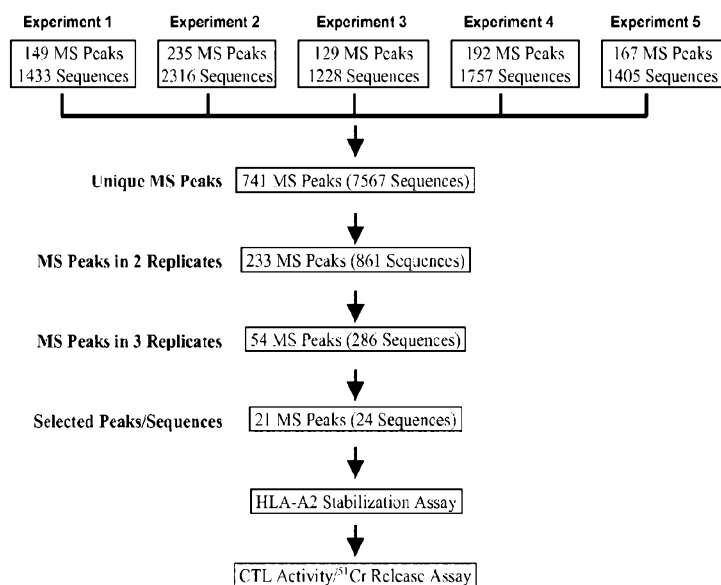 Experiment 1 Experiment 2 Experiment 3 Experiment 4 Experiment 5
149 MS Peaks 235 MS Peaks 129 MS Peaks 192 MS Peaks 167 MS Peaks
1433 Sequences 2316 Sequences 1228 Sequences 1757 Sequences 1405 Sequences
Unique MS Peaks 741 MS Peaks (7567 Sequences)
MS Peaks in 2 Replicates 233 MS Peaks (861 Sequences)
MS Peaks in 3 Replicates 54 MS Peaks (286 Sequences)
Selected Peaks/Sequences 21 MS Peaks (24 Sequences)
HLA-A2 Stabilization Assay
CTL Activity/⁵¹Cr Release Assay